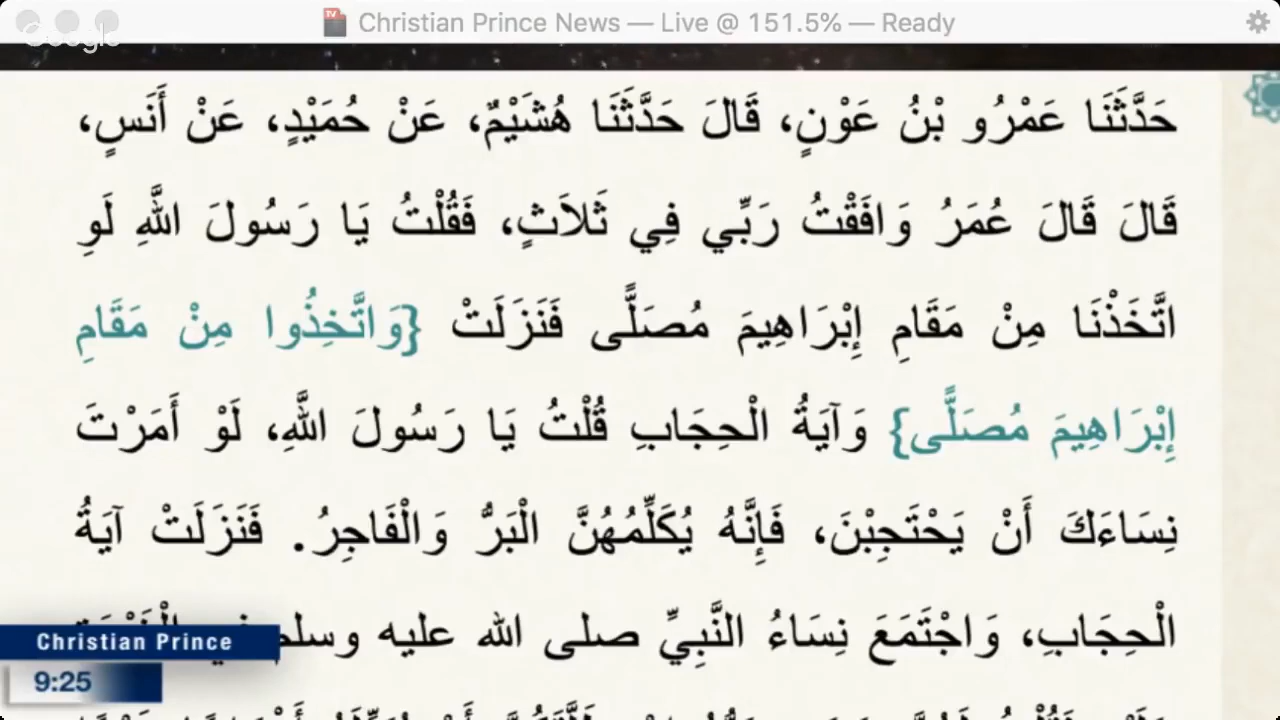 Christian Prince News — Live @ 151.5% — Ready
Google
حَدَّثَنَا عَمْرُو بْنُ عَوْنٍ، قَالَ حَدَّثَنَا هُشَيْمٌ، عَنْ حُمَيْدٍ، عَنْ أَنَسٍ،
قَالَ قَالَ عُمَرُ وَافَقْتُ رَبِّي فِي ثَلاَثٍ، فَقُلْتُ يَا رَسُولَ اللَّهِ لَوِ
اتَّخَذْنَا مِنْ مَقَامِ إِبْرَاهِيمَ مُصَلًّى فَنَزَلَتْ {وَاتَّخِذُوا مِنْ مَقَامِ
إِبْرَاهِيمَ مُصَلًّى} وَآيَةُ الْحِجَابِ قُلْتُ يَا رَسُولَ اللَّهِ، لَوْ أَمَرْتَ
نِسَاءَكَ أَنْ يَحْتَجِبْنَ، فَإِنَّهُ يُكَلِّمُهُنَّ الْبَرُّ وَالْفَاجِرُ. فَنَزَلَتْ آيَةُ
الْحِجَابِ، وَاجْتَمَعَ نِسَاءُ النَّبِيِّ صلى الله عليه وسلم
Christian Prince
9:25